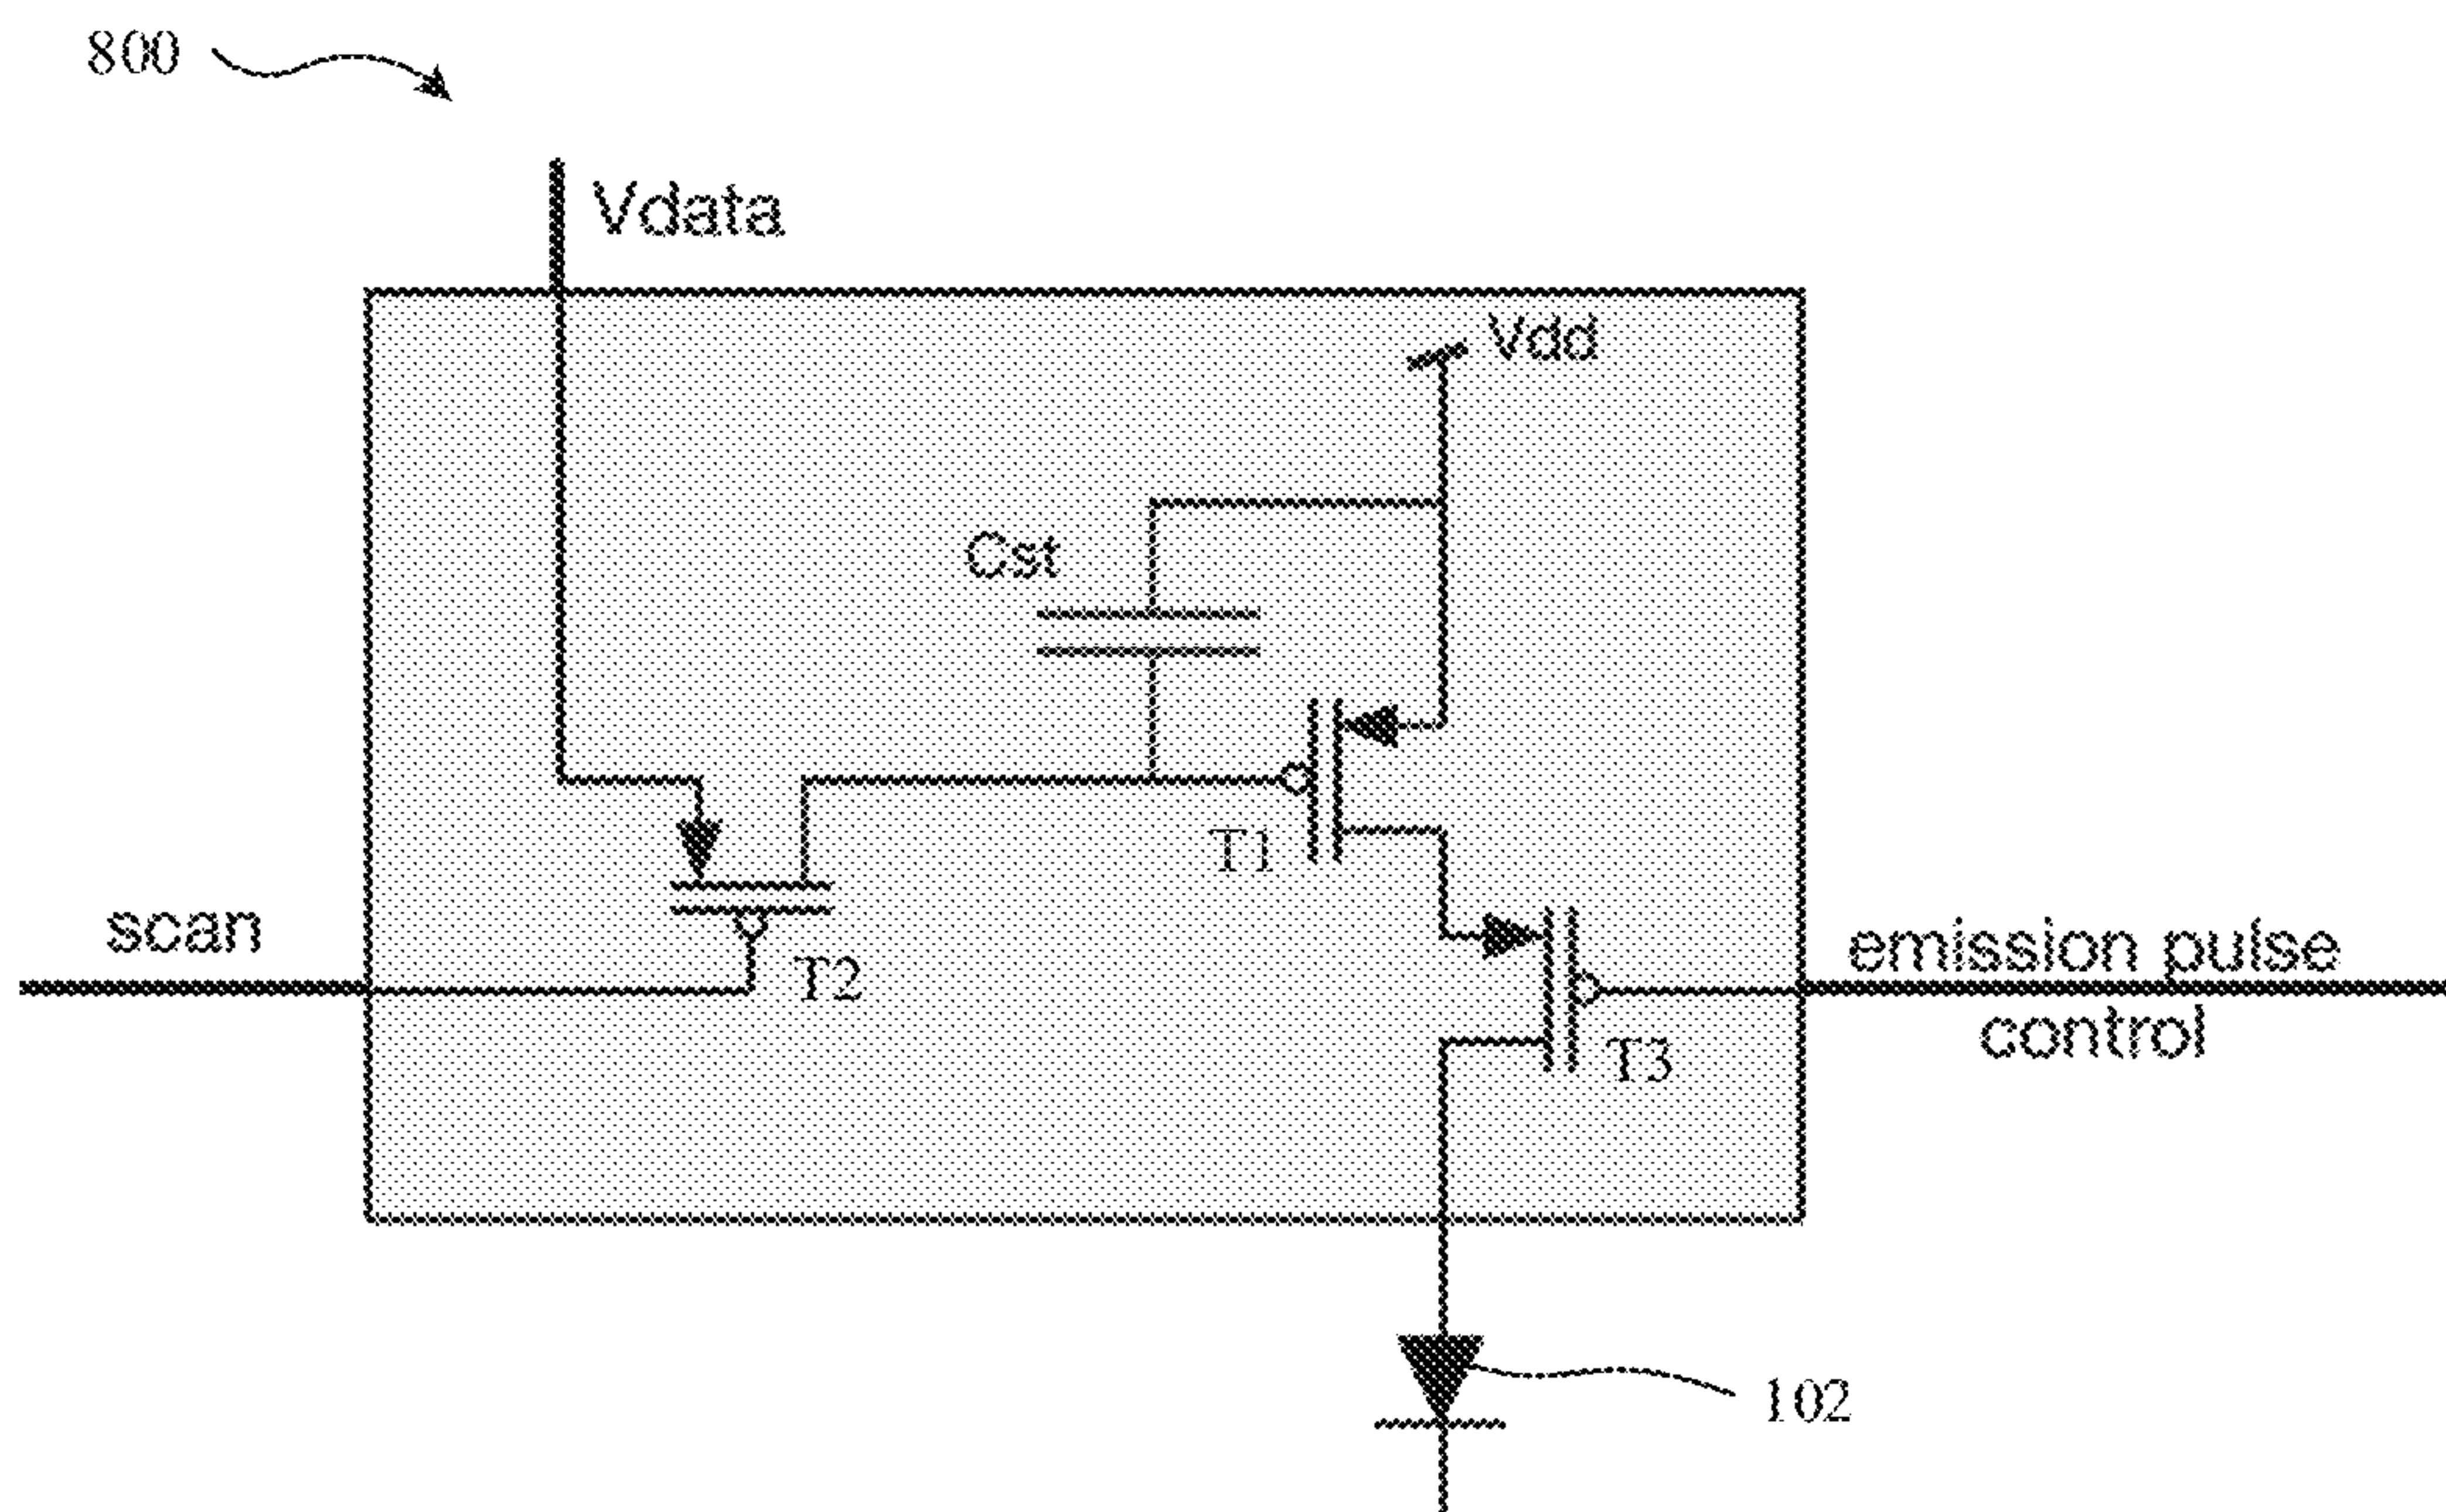 800
Vdata
Vdd
Cst
T1
scan
T2
emission pulse
control
T3
102